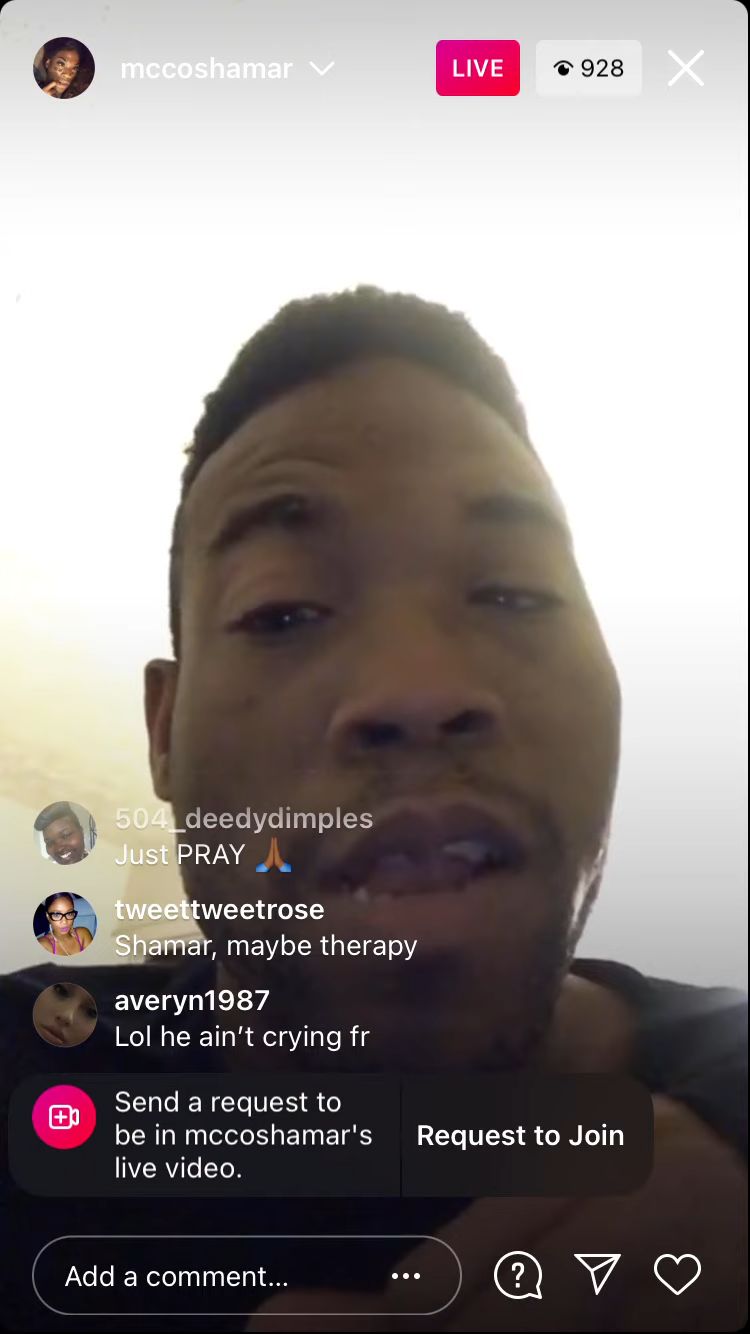 mccoshamar
LIVE
928
504_deedydimples
Just PRAY 🙏🏾
tweettweetrose
Shamar, maybe therapy
averyn1987
Lol he ain’t crying fr
Send a request to
be in mccoshamar's
live video.
Request to Join
Add a comment...